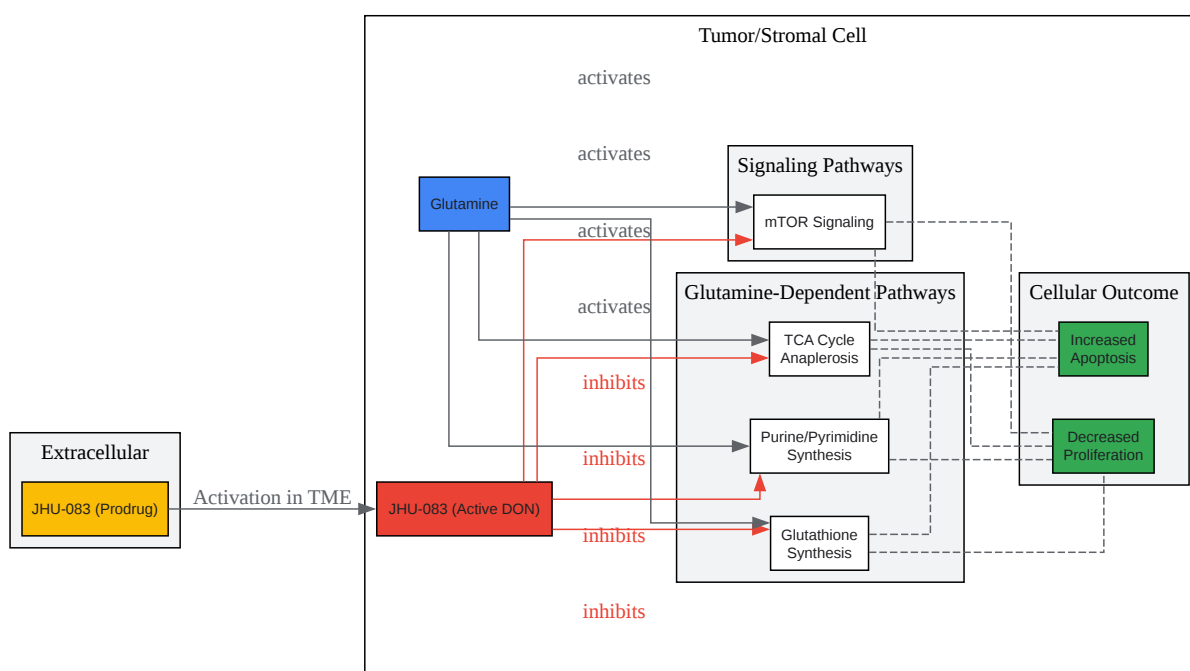 Tumor/Stromal Cell
activates
activates
Signaling Pathways
Glutamine
mTOR Signaling
activates
Glutamine-Dependent Pathways
Cellular Outcome
activates
TCA Cycle
Anaplerosis
Increased
Apoptosis
inhibits
Extracellular
Purine/Pyrimidine
Synthesis
Decreased
Proliferation
inhibits
JHU-083 (Prodrug)
Activation in TME
JHU-083 (Active DON)
inhibits
Glutathione
Synthesis
inhibits